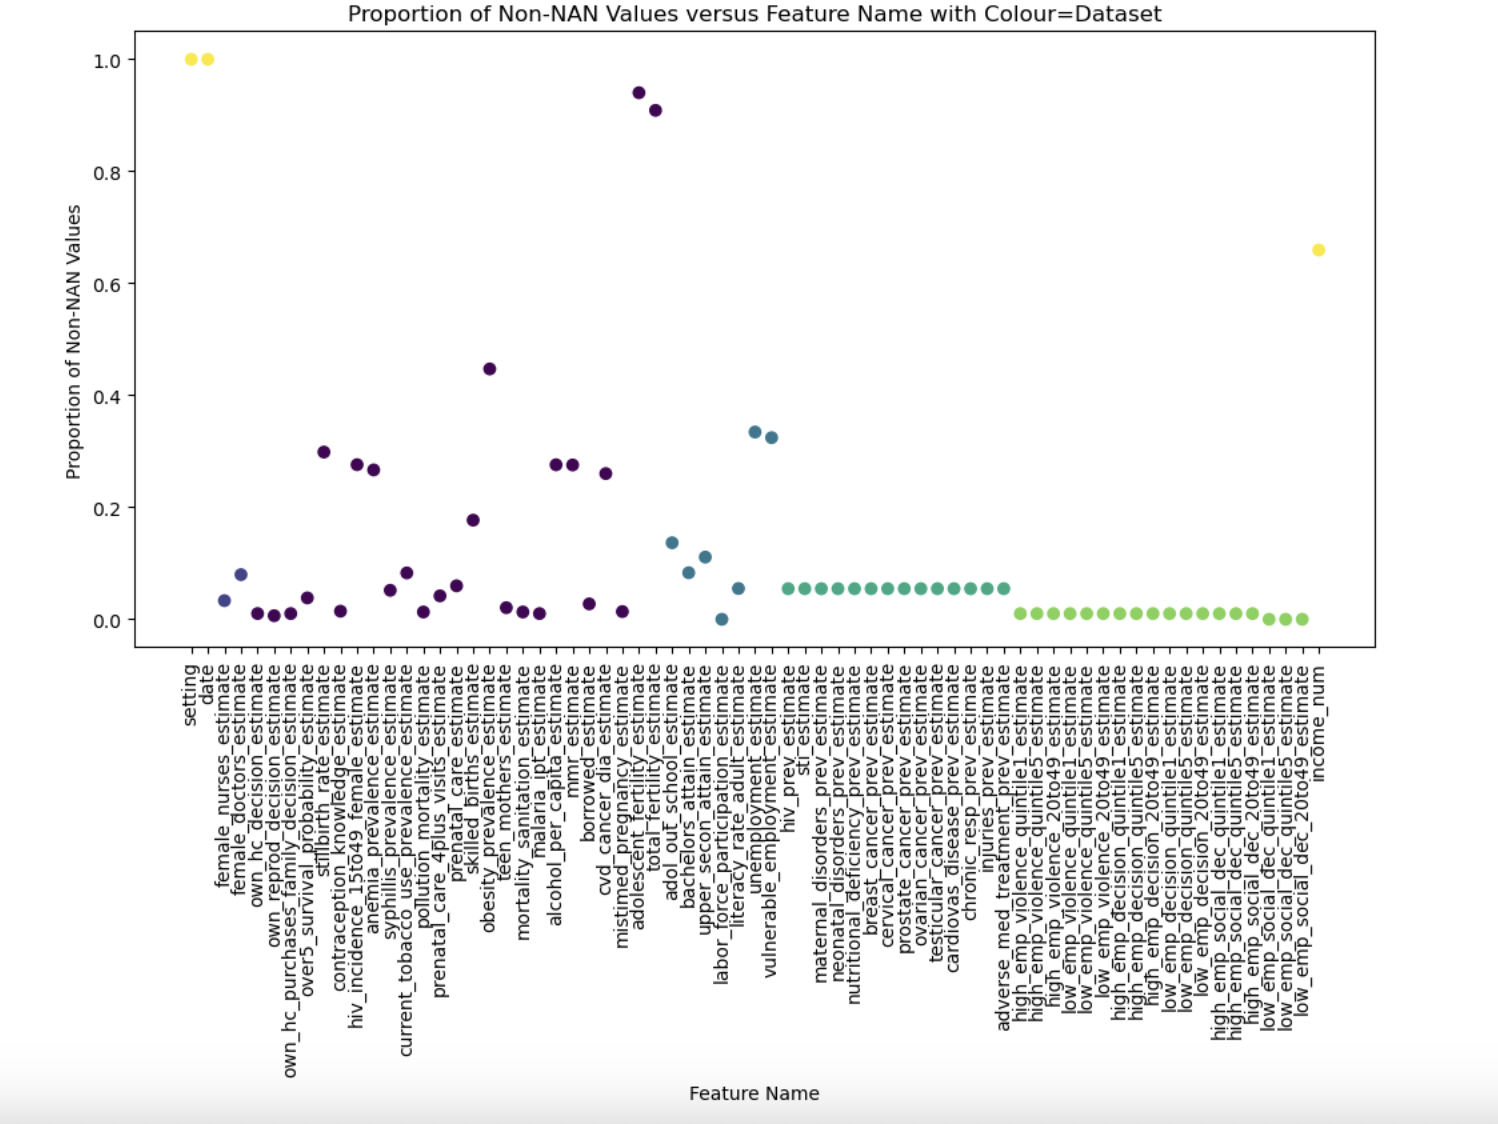 Proportion of Non-NAN Values versus Feature Name with Colour=Dataset
Proportion of Non-NAN Values
1.0
0.8
0.6
0.4
0.2
0.0
setting
date
female_nurses_estimate
female_doctors_estimate
own_hc_decision_estimate
own_reprod_decision_estimate
own_hc_purchases_family_decision_estimate
over5_survival_probability_estimate
stillbirth_rate_estimate
contraception_knowledge_estimate
hiv_incidence_15to49_female_estimate
anemia_prevalence_estimate
syphillis_prevalence_estimate
current_tobacco_use_prevalence_estimate
pollution_mortality_estimate
prenatal_care_4plus_visits_estimate
prenatal_care_estimate
skilled_births_estimate
obesity_prevalence_estimate
teen_mothers_estimate
mortality_sanitation_estimate
malaria_ipt_estimate
alcohol_per_capita_estimate
mmr_estimate
borrowed_estimate
cvd_cancer_dia_estimate
mistimed_pregnancy_estimate
adolescent_fertility_estimate
total_fertility_estimate
adol_out_school_estimate
bachelors_attain_estimate
upper_secon_attain_estimate
labor_force_participation_estimate
literacy_rate_adult_estimate
unemployment_estimate
vulnerable_employment_estimate
hiv_prev_estimate
sti_estimate
maternal_disorders_prev_estimate
neonatal_disorders_prev_estimate
nutritional_deficiency_prev_estimate
breast_cancer_prev_estimate
cervical_cancer_prev_estimate
prostate_cancer_prev_estimate
ovarian_cancer_prev_estimate
testicular_cancer_prev_estimate
cardiovas_disease_prev_estimate
chronic_resp_prev_estimate
injuries_prev_estimate
adverse_med_treatment_prev_estimate
high_emp_violence_quintile1_estimate
high_emp_violence_quintile5_estimate
high_emp_violence_20to49_estimate
low_emp_violence_quintile1_estimate
low_emp_violence_quintile5_estimate
low_emp_violence_20to49_estimate
high_emp_decision_quintile1_estimate
high_emp_decision_quintile5_estimate
high_emp_decision_20to49_estimate
low_emp_decision_quintile1_estimate
low_emp_decision_quintile5_estimate
low_emp_decision_20to49_estimate
high_emp_social_dec_quintile1_estimate
high_emp_social_dec_quintile5_estimate
high_emp_social_dec_20to49_estimate
low_emp_social_dec_quintile1_estimate
low_emp_social_dec_quintile5_estimate
low_emp_social_dec_20to49_estimate
income_num
Feature Name